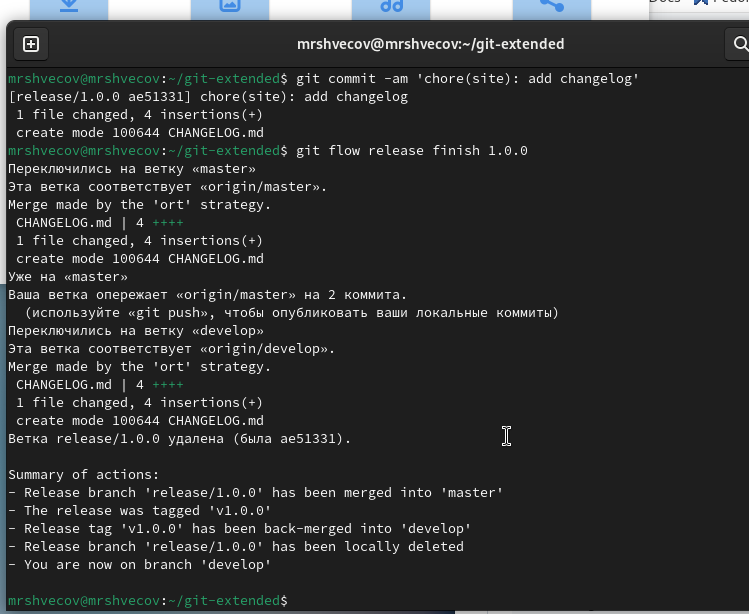 mrshvecov@mrshvecov:~/git-extended
mrshvecov@mrshvecov:~/git-extended$ git commit -am 'chore(site): add changelog'
[release/1.0.0 ae51331] chore(site): add changelog
1 file changed, 4 insertions(+)
create mode 100644 CHANGELOG.md
mrshvecov@mrshvecov:~/git-extended$ git flow release finish 1.0.0
Переключились на ветку «master»
Эта ветка соответствует «origin/master».
Merge made by the 'ort' strategy.
CHANGELOG.md | 4 ++++
1 file changed, 4 insertions(+)
create mode 100644 CHANGELOG.md
Уже на «master»
Ваша ветка опережает «origin/master» на 2 коммита.
(используйте «git push», чтобы опубликовать ваши локальные коммиты)
Переключились на ветку «develop»
Эта ветка соответствует «origin/develop».
Merge made by the 'ort' strategy.
CHANGELOG.md | 4 ++++
1 file changed, 4 insertions(+)
create mode 100644 CHANGELOG.md
Ветка release/1.0.0 удалена (была ae51331).
Summary of actions:
- Release branch 'release/1.0.0' has been merged into 'master'
- The release was tagged 'v1.0.0'
- Release tag 'v1.0.0' has been back-merged into 'develop'
- Release branch 'release/1.0.0' has been locally deleted
- You are now on branch 'develop'
mrshvecov@mrshvecov:~/git-extended$